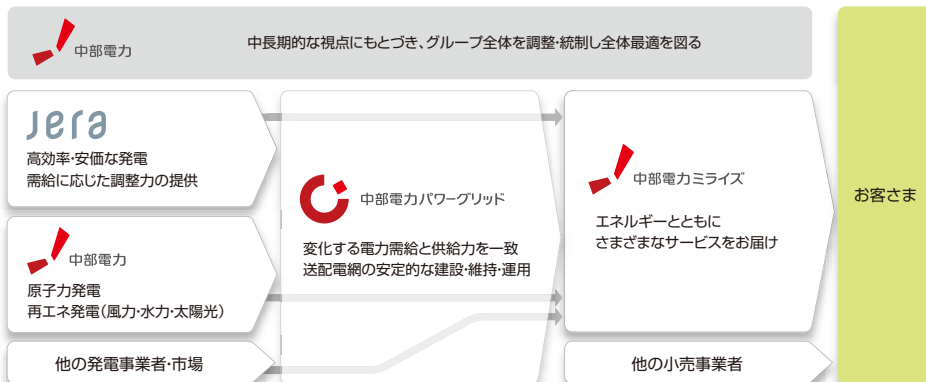 中部電力
中長期的な視点にもとづき、グループ全体を調整・統制し全体最適を図る
Jera
高効率・安価な発電
需給に応じた調整力の提供
中部電力
原子力発電
再エネ発電(風力・水力・太陽光)
他の発電事業者・市場
中部電力パワーグリッド
変化する電力需給と供給力を一致
送配電網の安定的な建設・維持・運用
中部電力ミライズ
エネルギーとともに
さまざまなサービスをお届け
他の小売事業者
お客さま